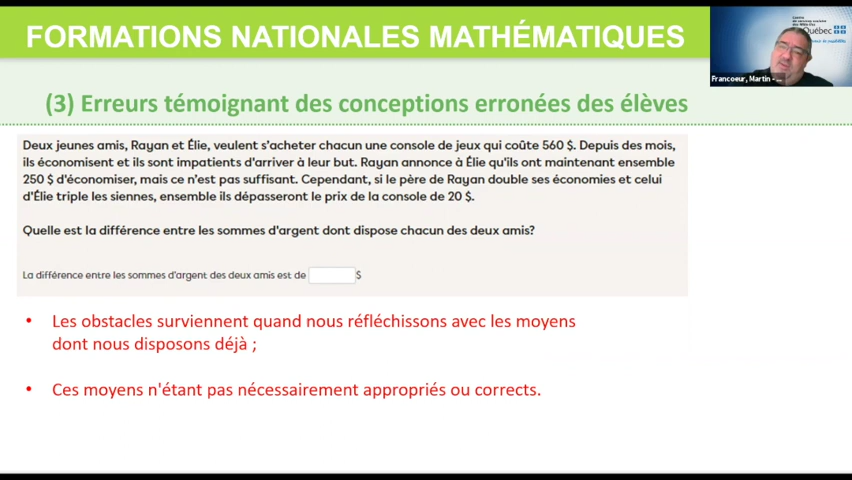 FORMATIONS NATIONALES MATHÉMATIQUES
Québec
Francoeur, Martin - ...
(3) Erreurs témoignant des conceptions erronées des élèves
Deux jeunes amis, Rayan et Élie, veulent s'acheter chacun une console de jeux qui coûte 560 $. Depuis des mois,
ils économisent et ils sont impatients d'arriver à leur but. Rayan annonce à Élie qu'ils ont maintenant ensemble
250 $ d'économiser, mais ce n'est pas suffisant. Cependant, si le père de Rayan double ses économies et celui
d'Élie triple les siennes, ensemble ils dépasseront le prix de la console de 20 $.
Quelle est la différence entre les sommes d'argent dont dispose chacun des deux amis?
La différence entre les sommes d'argent des deux amis est de $
• Les obstacles surviennent quand nous réfléchissons avec les moyens
dont nous disposons déjà ;
• Ces moyens n'étant pas nécessairement appropriés ou corrects.